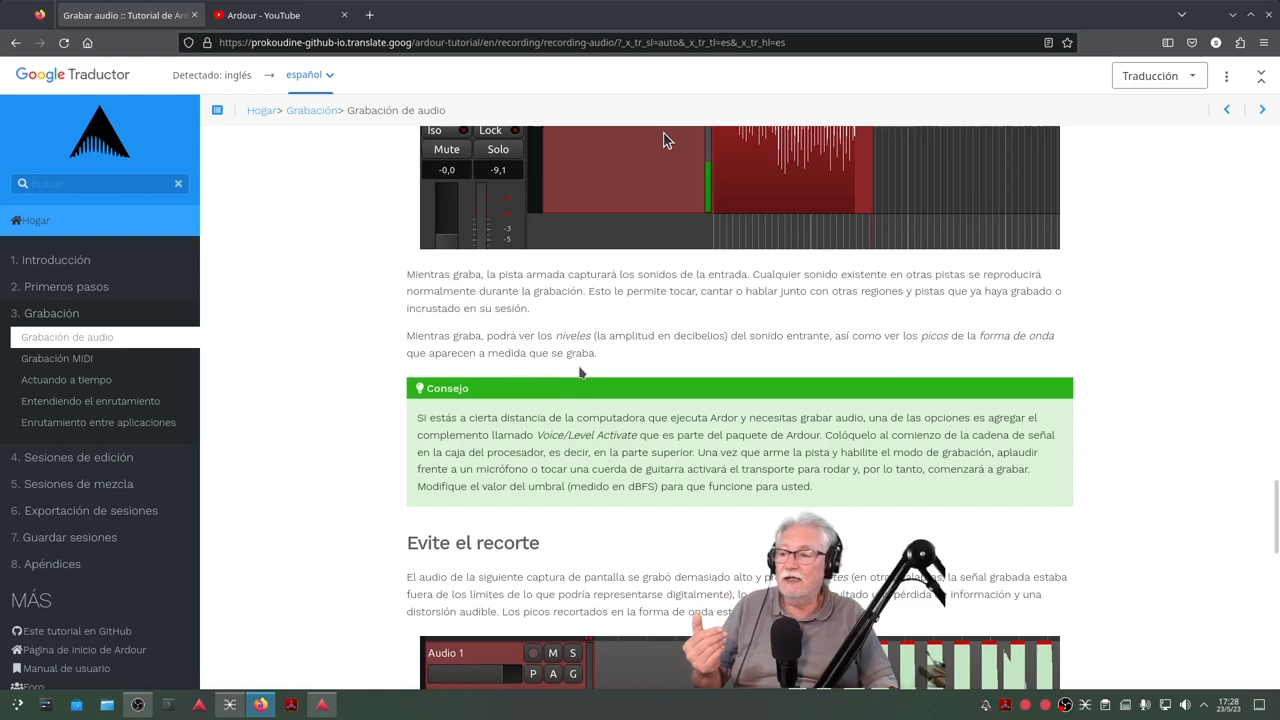 Grabar audio :: Tutorial de Ard
Ardour - YouTube
https://prokoudine-github-io.translate.goog/ardour-tutorial/en/recording/recording-audio/?_x_tr_sl=auto&_x_tr_tl=es&_x_tr_hl=es
Google Traductor
Detectado: inglés
español
Traducción
Hogar> Grabación> Grabación de audio
Buscar...
Hogar
1. Introducción
2. Primeros pasos
3. Grabación
Grabación de audio
Grabación MIDI
Actuando a tiempo
Entendiendo el enrutamiento
Enrutamiento entre aplicaciones
4. Sesiones de edición
5. Sesiones de mezcla
6. Exportación de sesiones
7. Guardar sesiones
8. Apéndices
MÁS
Este tutorial en GitHub
Página de inicio de Ardour
Manual de usuario
Foro
Iso Lock
Mute Solo
-0,0 -9,1
-3
-5
Mientras graba, la pista armada capturará los sonidos de la entrada. Cualquier sonido existente en otras pistas se reproducirá
normalmente durante la grabación. Esto le permite tocar, cantar o hablar junto con otras regiones y pistas que ya haya grabado o
incrustado en su sesión.
Mientras graba, podrá ver los niveles (la amplitud en decibelios) del sonido entrante, así como ver los picos de la forma de onda
que aparecen a medida que se graba.
Consejo
Si estás a cierta distancia de la computadora que ejecuta Ardor y necesitas grabar audio, una de las opciones es agregar el
complemento llamado Voice/Level Activate que es parte del paquete de Ardour. Colóquelo al comienzo de la cadena de señal
en la caja del procesador, es decir, en la parte superior. Una vez que arme la pista y habilite el modo de grabación, aplaudir
frente a un micrófono o tocar una cuerda de guitarra activará el transporte para rodar y, por lo tanto, comenzará a grabar.
Modifique el valor del umbral (medido en dBFS) para que funcione para usted.
Evite el recorte
El audio de la siguiente captura de pantalla se grabó demasiado alto y (en la señal grabada estaba
fuera de los límites de lo que podría representarse digitalmente), pérdida de información y una
distorsión audible. Los picos recortados en la forma de onda
Audio 1
M S
P A G
17:28
23/5/23